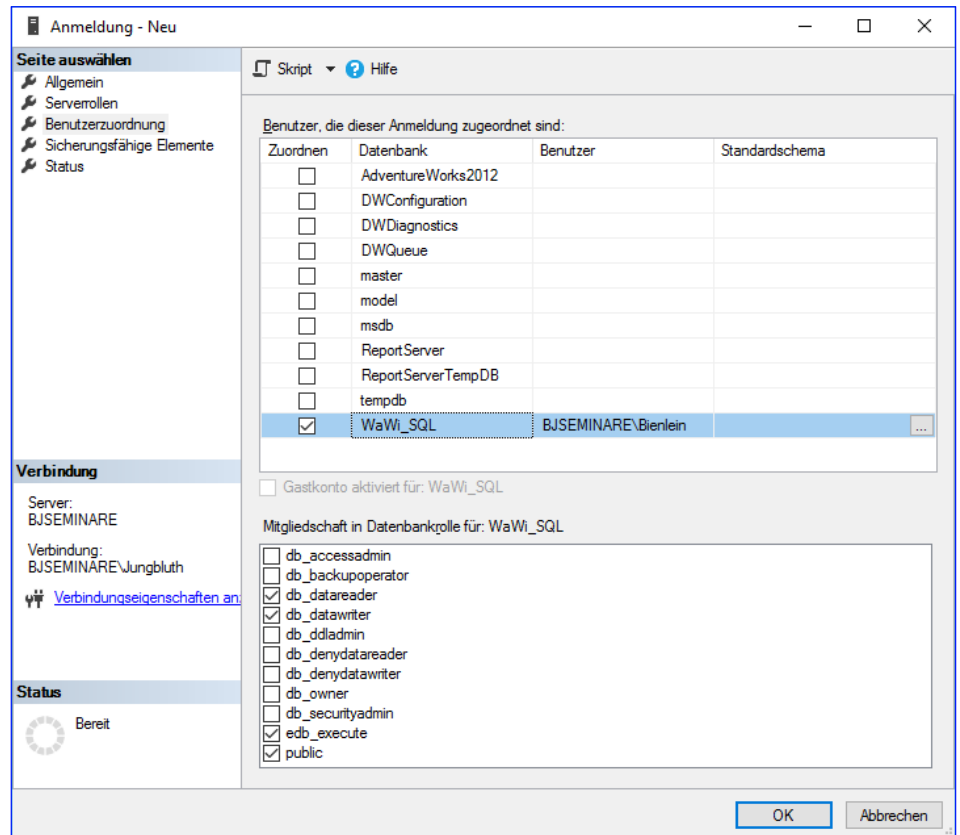 Anmeldung - Neu
Seite auswählen
Allgemein
Serverrollen
Benutzerzuordnung
Sicherungsfähige Elemente
Status
Skript
Hilfe
Benutzer, die dieser Anmeldung zugeordnet sind:
Zuordnen Datenbank Benutzer Standardschema
AdventureWorks2012
DWConfiguration
DWDiagnostics
DWQueue
master
model
msdb
ReportServer
ReportServerTempDB
tempdb
WaWi_SQL BJSEMINARE\Bienlein ...
Gastkonto aktiviert für: WaWi_SQL
Mitgliedschaft in Datenbankrolle für: WaWi_SQL
db_accessadmin
db_backupoperator
db_datareader
db_datawriter
db_ddladmin
db_denydatareader
db_denydatawriter
db_owner
db_securityadmin
edb_execute
public
Verbindung
Server:
BJSEMINARE
Verbindung:
BJSEMINARE\Jungbluth
Verbindungseigenschaften an
Status
Bereit
OK Abbrechen